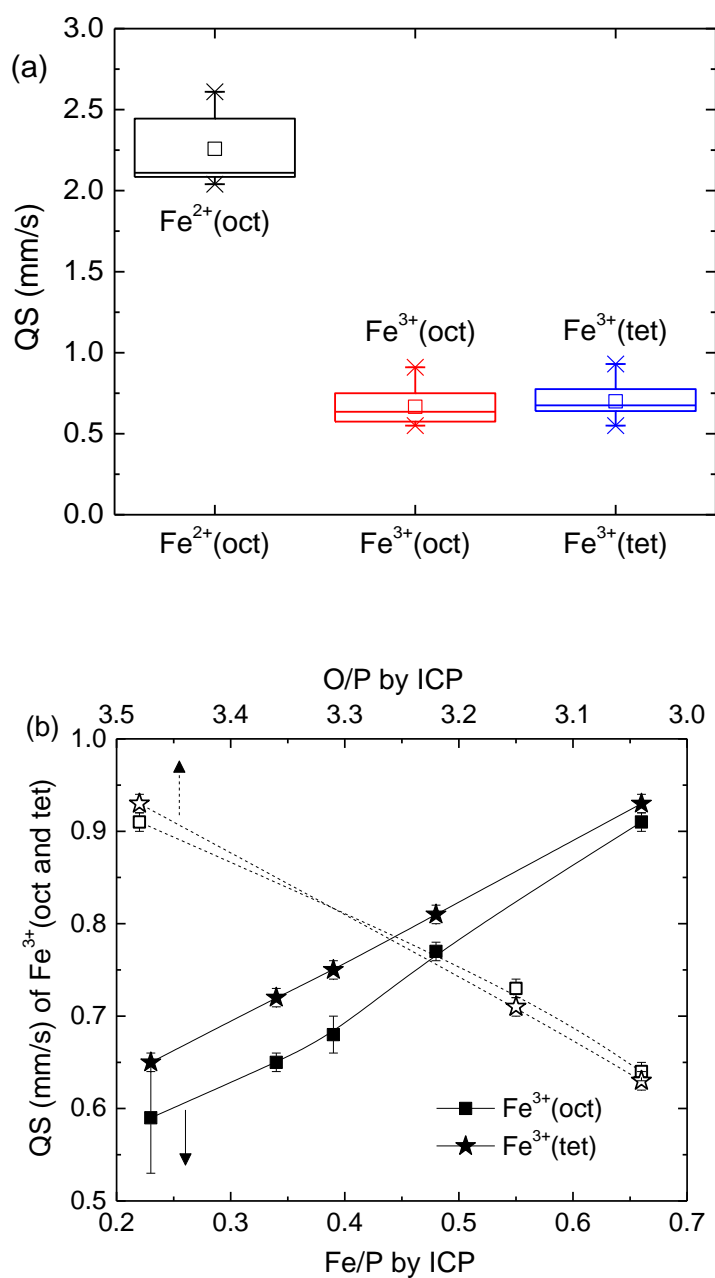 (a)
3.0
2.5
2.0
1.5
1.0
0.5
0.0
QS (mm/s)
Fe²⁺(oct)
Fe³⁺(oct)
Fe³⁺(tet)
Fe²⁺(oct) Fe³⁺(oct) Fe³⁺(tet)
O/P by ICP
3.5 3.4 3.3 3.2 3.1 3.0
(b)
1.0
0.9
0.8
0.7
0.6
0.5
QS (mm/s) of Fe³⁺(oct and tet)
Fe³⁺(oct)
Fe³⁺(tet)
0.2 0.3 0.4 0.5 0.6 0.7
Fe/P by ICP